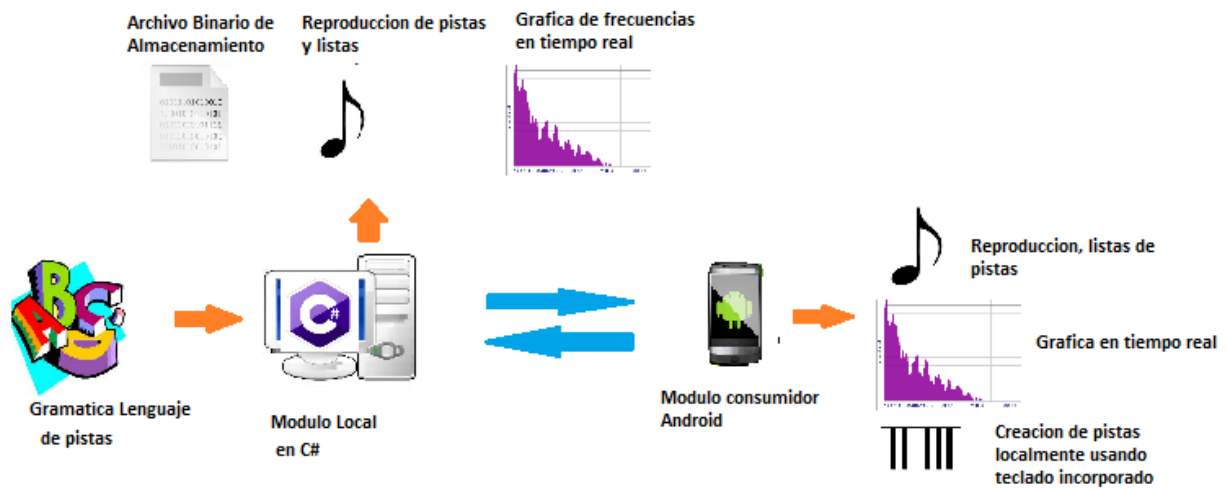 Archivo Binario de
Almacenamiento
Reproduccion de pistas
y listas
Grafica de frecuencias
en tiempo real
ABCD
C#
Gramatica Lenguaje
de pistas
Modulo Local
en C#
Modulo consumidor
Android
Reproduccion, listas de
pistas
Grafica en tiempo real
Creacion de pistas
localmente usando
teclado incorporado